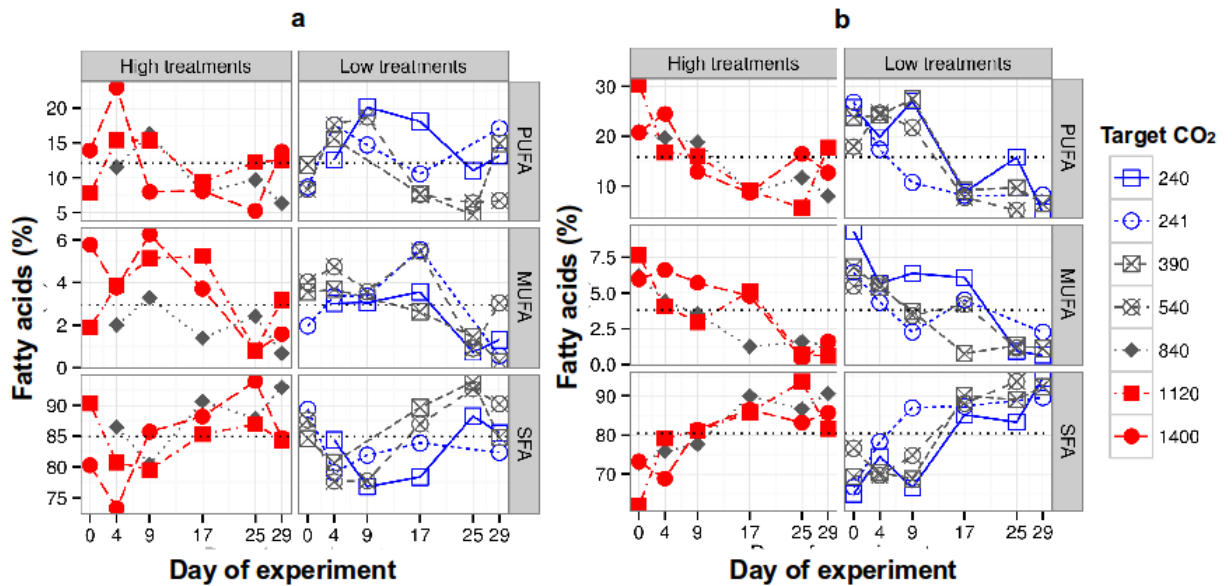 a
b
High treatments
Low treatments
High treatments
Low treatments
20
15
10
5
PUFA
30
20
10
PUFA
6
4
2
0
MUFA
7.5
5.0
2.5
0.0
MUFA
90
85
80
75
SFA
90
80
70
SFA
Fatty acids (%)
Fatty acids (%)
0 4 9 17 25 29
0 4 9 17 25 29
0 4 9 17 25 29
0 4 9 17 25 29
Day of experiment
Day of experiment
Target CO₂
240
241
390
540
840
1120
1400